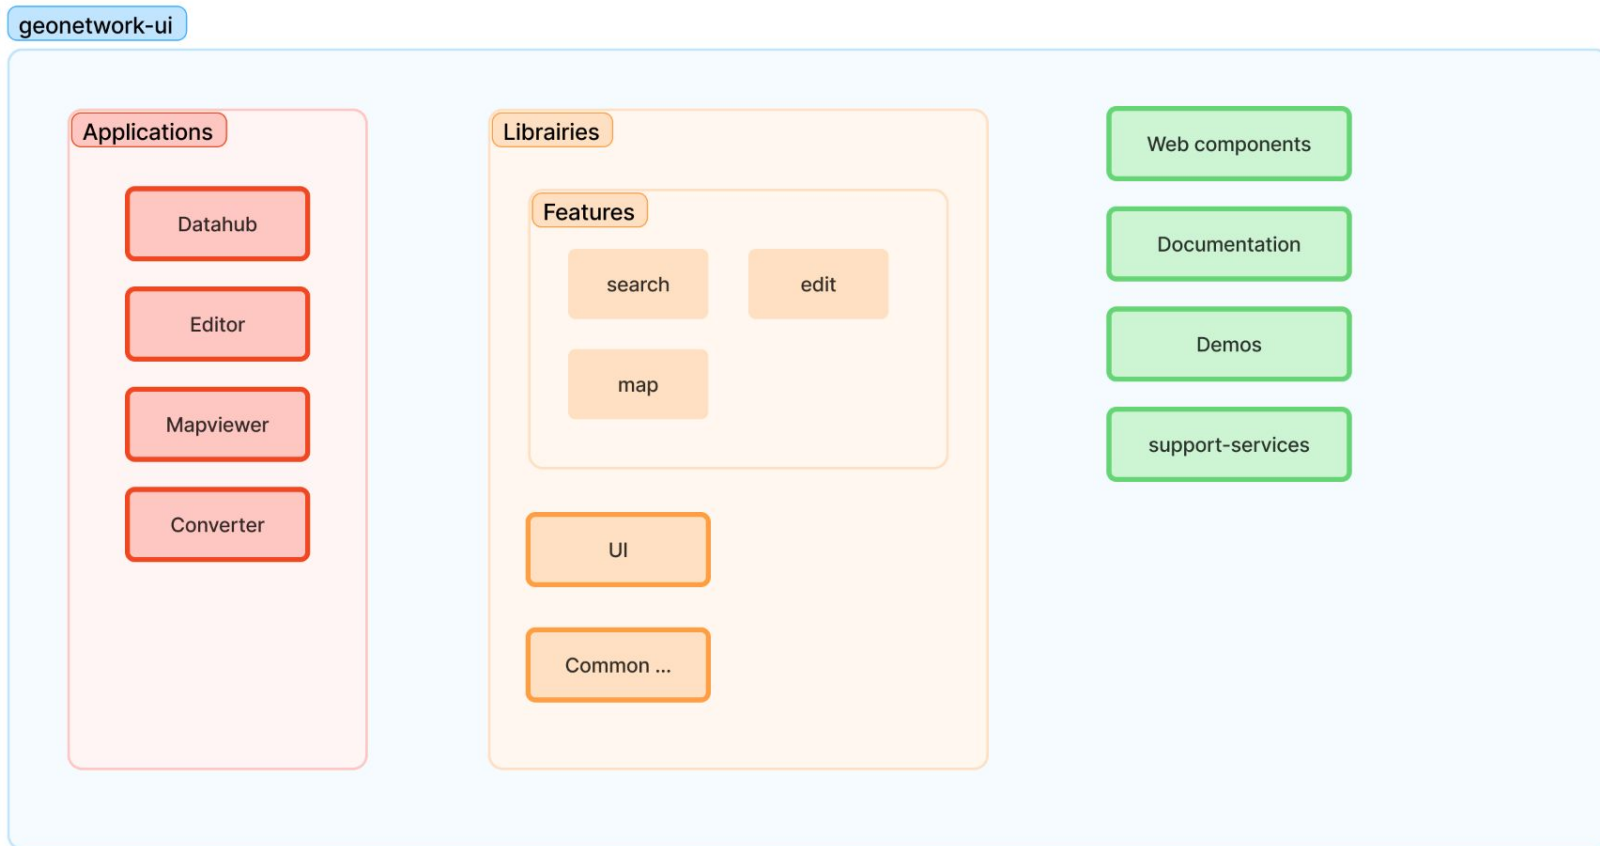 geonetwork-ui
Applications
Datahub
Editor
Mapviewer
Converter
Librairies
Features
search
edit
map
UI
Common ...
Web components
Documentation
Demos
support-services